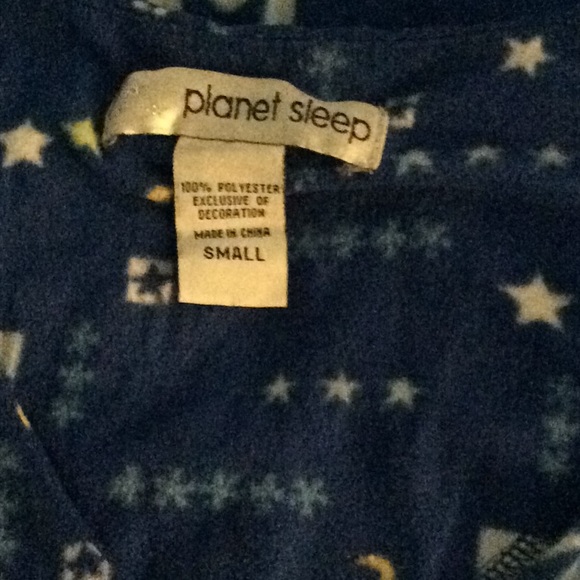 planet sleep
100% POLYESTER
EXCLUSIVE OF
DECORATION
MADE IN CHINA
SMALL